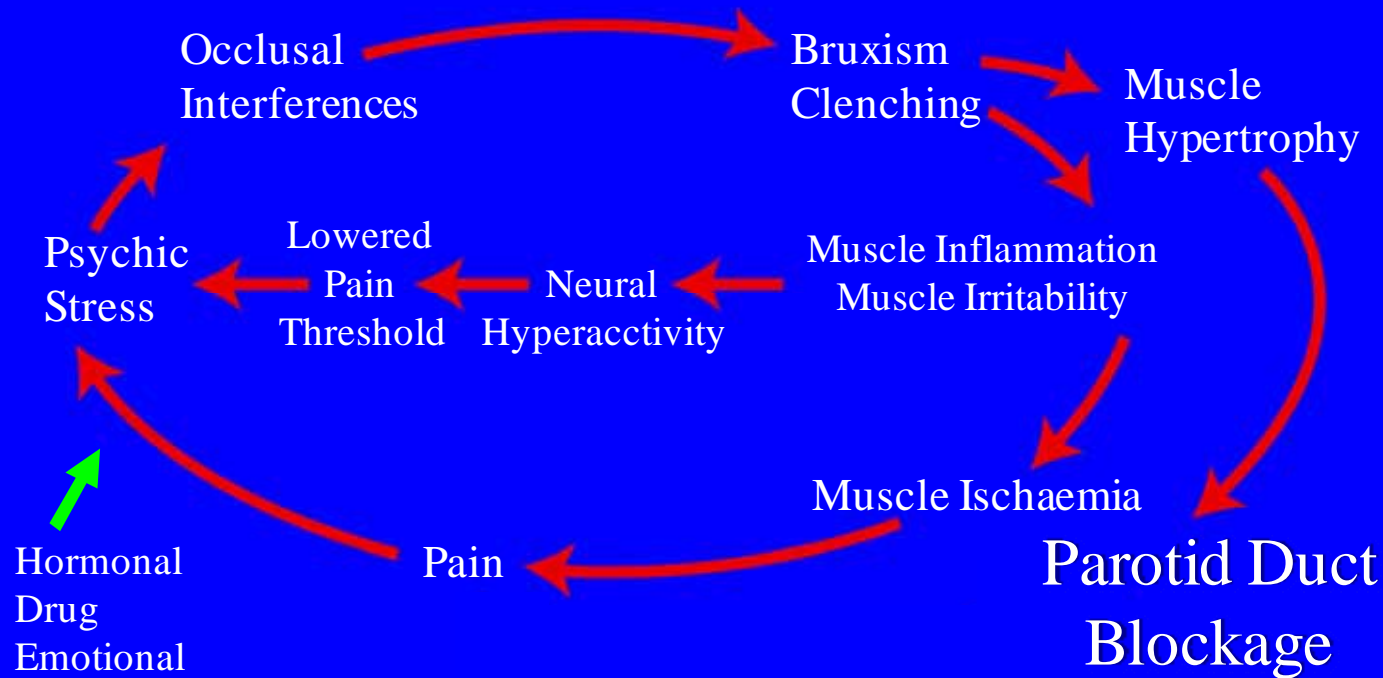 Occlusal
Interferences
Bruxism
Clenching
Muscle
Hypertrophy
Psychic
Stress
Lowered
Pain
Threshold
Neural
Hyperacctivity
Muscle Inflammation
Muscle Irritability
Muscle Ischaemia
Pain
Parotid Duct
Blockage
Hormonal
Drug
Emotional